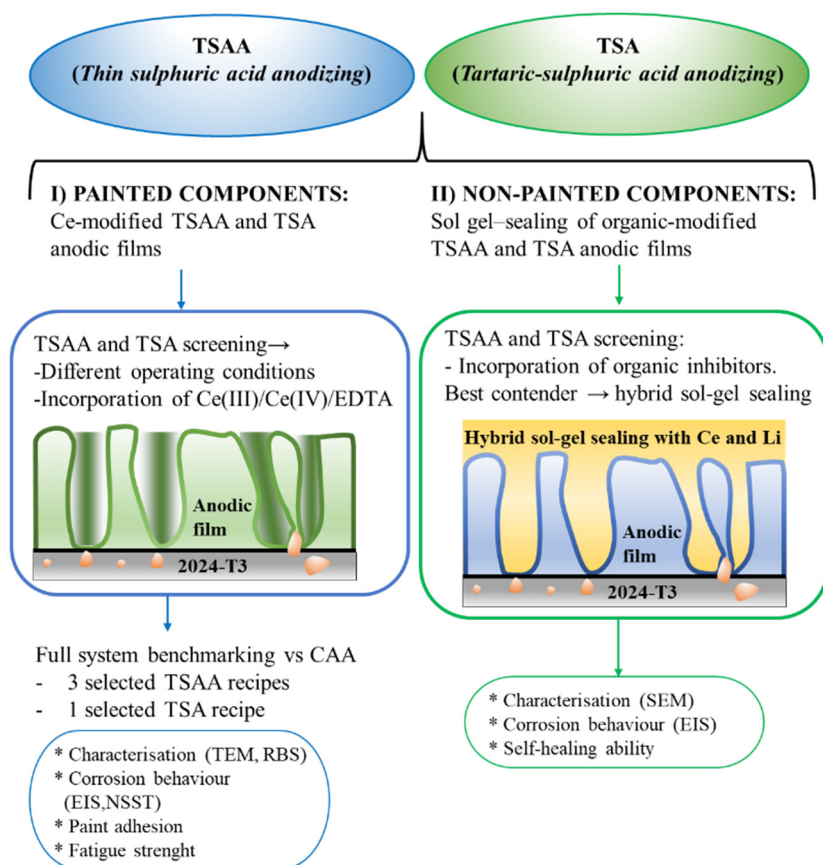 TSAA
(Thin sulphuric acid anodizing)
TSA
(Tartaric-sulphuric acid anodizing)
I) PAINTED COMPONENTS:
Ce-modified TSAA and TSA
anodic films
TSAA and TSA screening→
-Different operating conditions
-Incorporation of Ce(III)/Ce(IV)/EDTA
Anodic
film
2024-T3
Full system benchmarking vs CAA
- 3 selected TSAA recipes
- 1 selected TSA recipe
* Characterisation (TEM, RBS)
* Corrosion behaviour
(EIS,NSST)
* Paint adhesion
* Fatigue strenght
II) NON-PAINTED COMPONENTS:
Sol gel–sealing of organic-modified
TSAA and TSA anodic films
TSAA and TSA screening:
- Incorporation of organic inhibitors.
Best contender → hybrid sol-gel sealing
Hybrid sol-gel sealing with Ce and Li
Anodic
film
2024-T3
* Characterisation (SEM)
* Corrosion behaviour (EIS)
* Self-healing ability